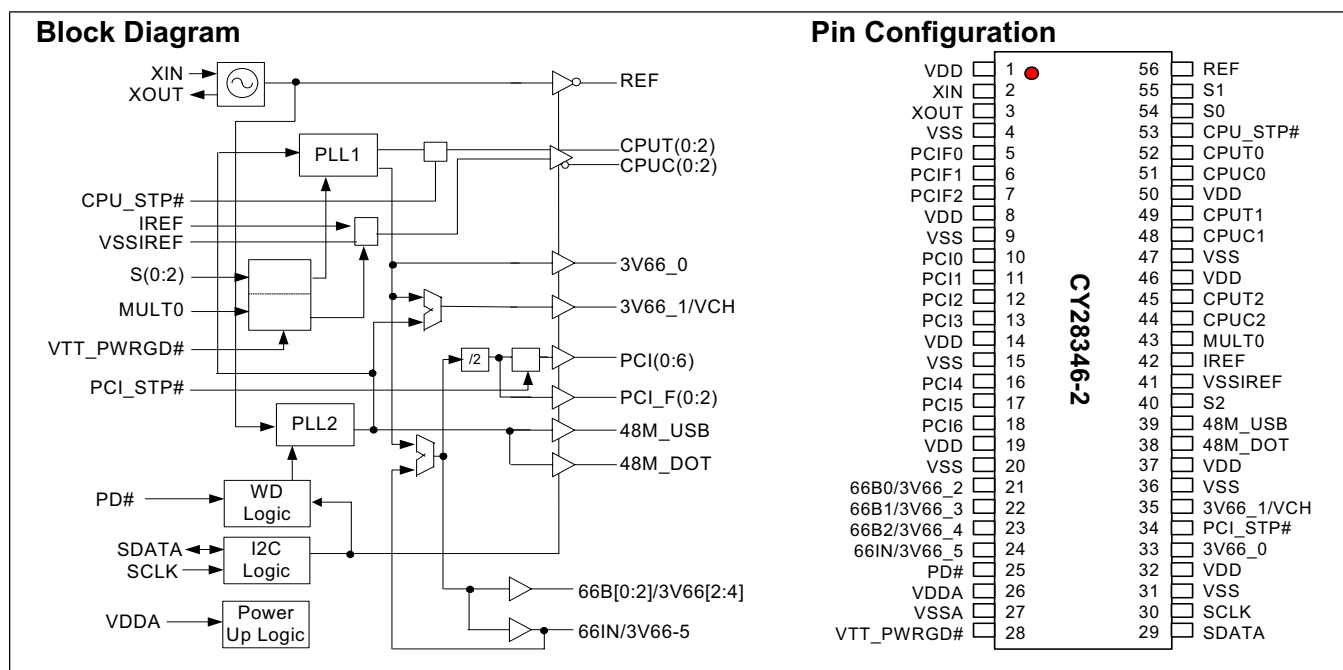 Block Diagram
XIN
XOUT
REF
PLL1
CPUT(0:2)
CPUC(0:2)
CPU_STP#
IREF
VSSIREF
S(0:2)
3V66_0
MULT0
3V66_1/VCH
VTT_PWRGD#
/2
PCI(0:6)
PCI_STP#
PCI_F(0:2)
PLL2
48M_USB
48M_DOT
PD#
WD
Logic
SDATA
SCLK
I2C
Logic
66B[0:2]/3V66[2:4]
VDDA
Power
Up Logic
66IN/3V66-5
Pin Configuration
VDD 1 56 REF
XIN 2 55 S1
XOUT 3 54 S0
VSS 4 53 CPU_STP#
PCIF0 5 52 CPUT0
PCIF1 6 51 CPUC0
PCIF2 7 50 VDD
VDD 8 49 CPUT1
VSS 9 48 CPUC1
PCI0 10 47 VSS
PCI1 11 46 VDD
PCI2 12 45 CPUT2
PCI3 13 44 CPUC2
VDD 14 43 MULT0
VSS 15 42 IREF
PCI4 16 41 VSSIREF
PCI5 17 40 S2
PCI6 18 39 48M_USB
VDD 19 38 48M_DOT
VSS 20 37 VDD
66B0/3V66_2 21 36 VSS
66B1/3V66_3 22 35 3V66_1/VCH
66B2/3V66_4 23 34 PCI_STP#
66IN/3V66_5 24 33 3V66_0
PD# 25 32 VDD
VDDA 26 31 VSS
VSSA 27 30 SCLK
VTT_PWRGD# 28 29 SDATA
CY28346-2